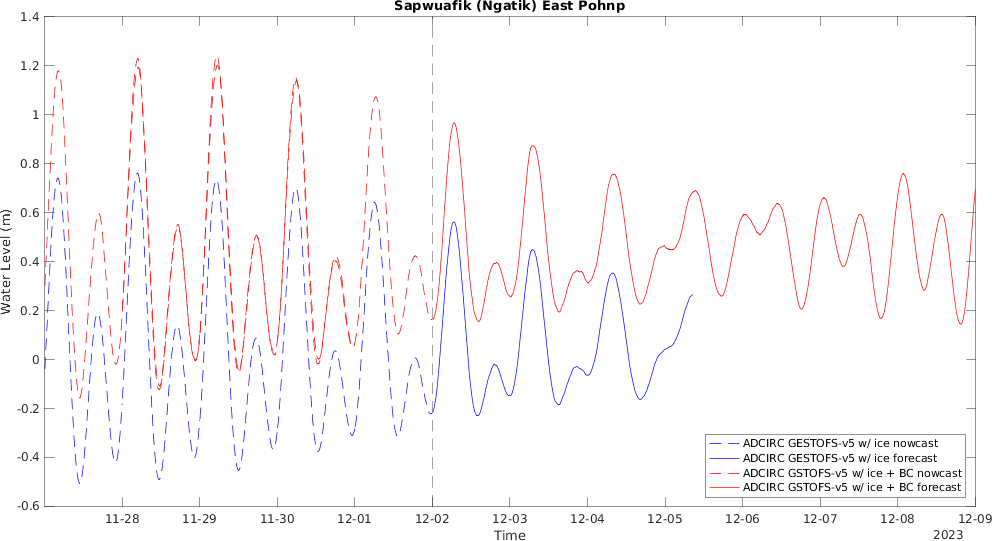 Sapwuafik (Ngatik) East Pohnp
1.4
1.2
1
0.8
0.6
0.4
0.2
0
-0.2
-0.4
-0.6
Water Level (m)
ADCIRC GESTOFS-v5 w/ ice nowcast
ADCIRC GESTOFS-v5 w/ ice forecast
ADCIRC GSTOFS-v5 w/ ice + BC nowcast
ADCIRC GSTOFS-v5 w/ ice + BC forecast
11-28 11-29 11-30 12-01 12-02 12-03 12-04 12-05 12-06 12-07 12-08 12-09
Time
2023